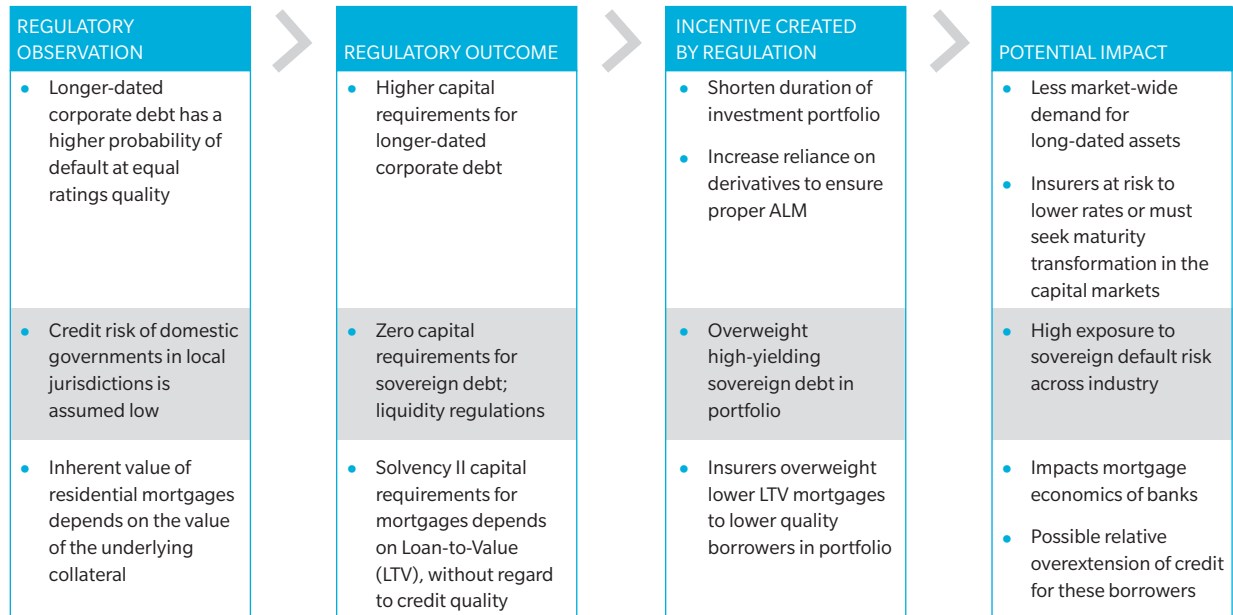 REGULATORY
OBSERVATION
REGULATORY OUTCOME
INCENTIVE CREATED
BY REGULATION
POTENTIAL IMPACT
• Longer-dated
corporate debt has a
higher probability of
default at equal
ratings quality
• Higher capital
requirements for
longer-dated
corporate debt
• Shorten duration of
investment portfolio
• Increase reliance on
derivatives to ensure
proper ALM
• Less market-wide
demand for
long-dated assets
• Insurers at risk to
lower rates or must
seek maturity
transformation in the
capital markets
• Credit risk of domestic
governments in local
jurisdictions is
assumed low
• Zero capital
requirements for
sovereign debt;
liquidity regulations
• Overweight
high-yielding
sovereign debt in
portfolio
• High exposure to
sovereign default risk
across industry
• Inherent value of
residential mortgages
depends on the value
of the underlying
collateral
• Solvency II capital
requirements for
mortgages depends
on Loan-to-Value
(LTV), without regard
to credit quality
• Insurers overweight
lower LTV mortgages
to lower quality
borrowers in portfolio
• Impacts mortgage
economics of banks
• Possible relative
overextension of credit
for these borrowers